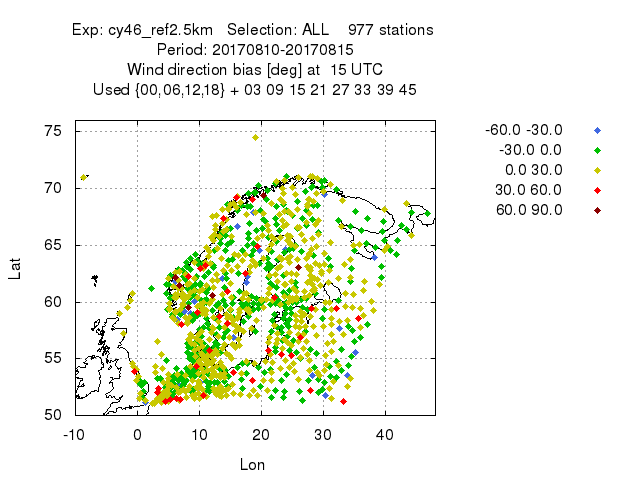 Exp: cy46_ref2.5km   Selection: ALL    977 stations
Period: 20170810-20170815
Wind direction bias [deg] at  15 UTC
Used {00,06,12,18} + 03 09 15 21 27 33 39 45
-60.0 -30.0
-30.0 0.0
0.0 30.0
30.0 60.0
60.0 90.0
Lat
75
70
65
60
55
50
-10 0 10 20 30 40
Lon